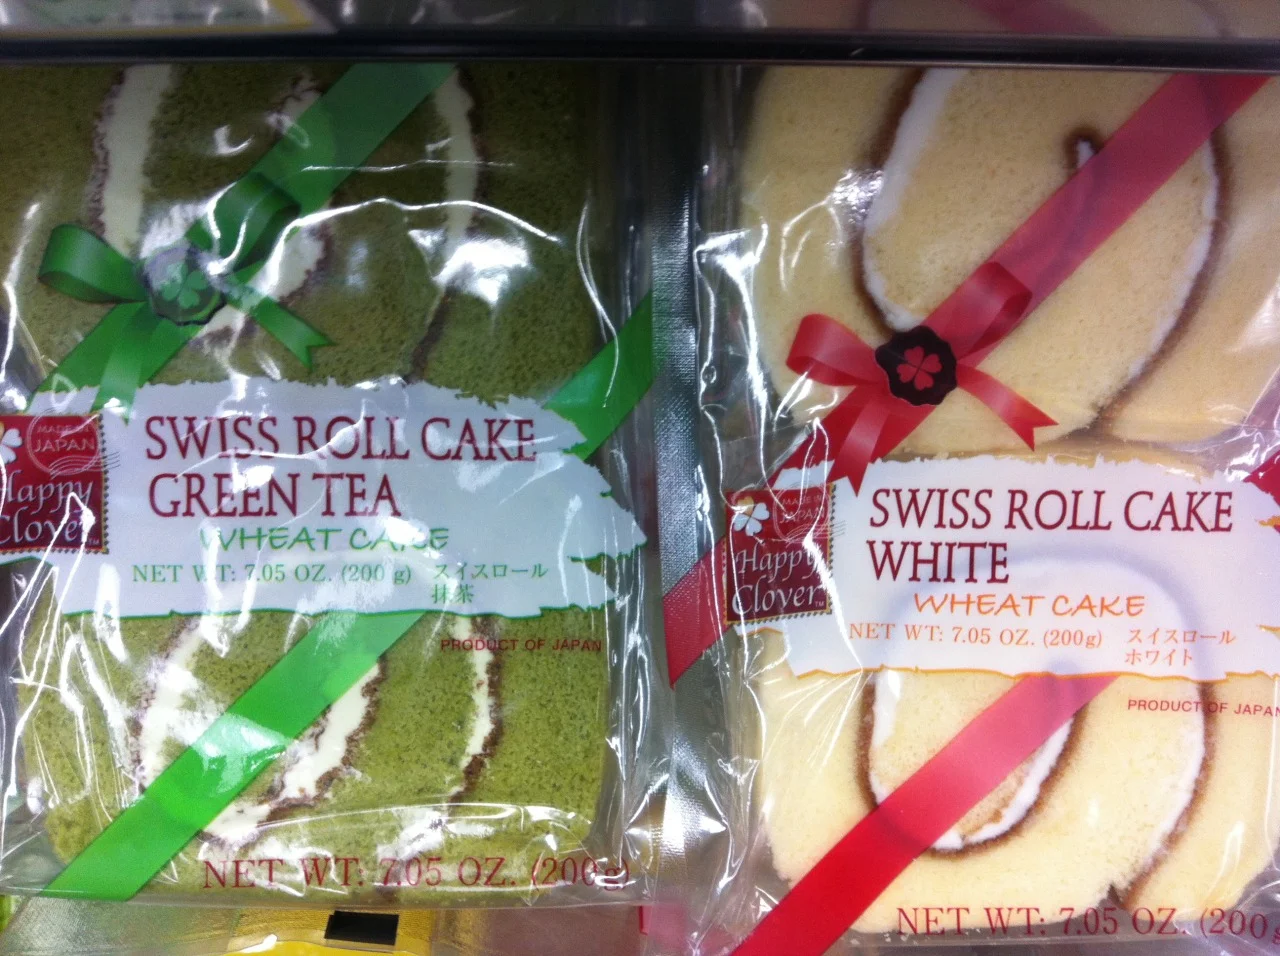 MADE IN
JAPAN
Happy
Clover
SWISS ROLL CAKE
GREEN TEA
WHEAT CAKE
NET WT: 7.05 OZ. (200 g)
スイスロール
抹茶
PRODUCT OF JAPAN
NET WT: 7.05 OZ. (200g)
MADE IN
JAPAN
Happy
Clover™
SWISS ROLL CAKE
WHITE
WHEAT CAKE
NET WT: 7.05 OZ. (200g)
スイスロール
ホワイト
PRODUCT OF JAPAN
NET WT: 7.05 OZ. (200g